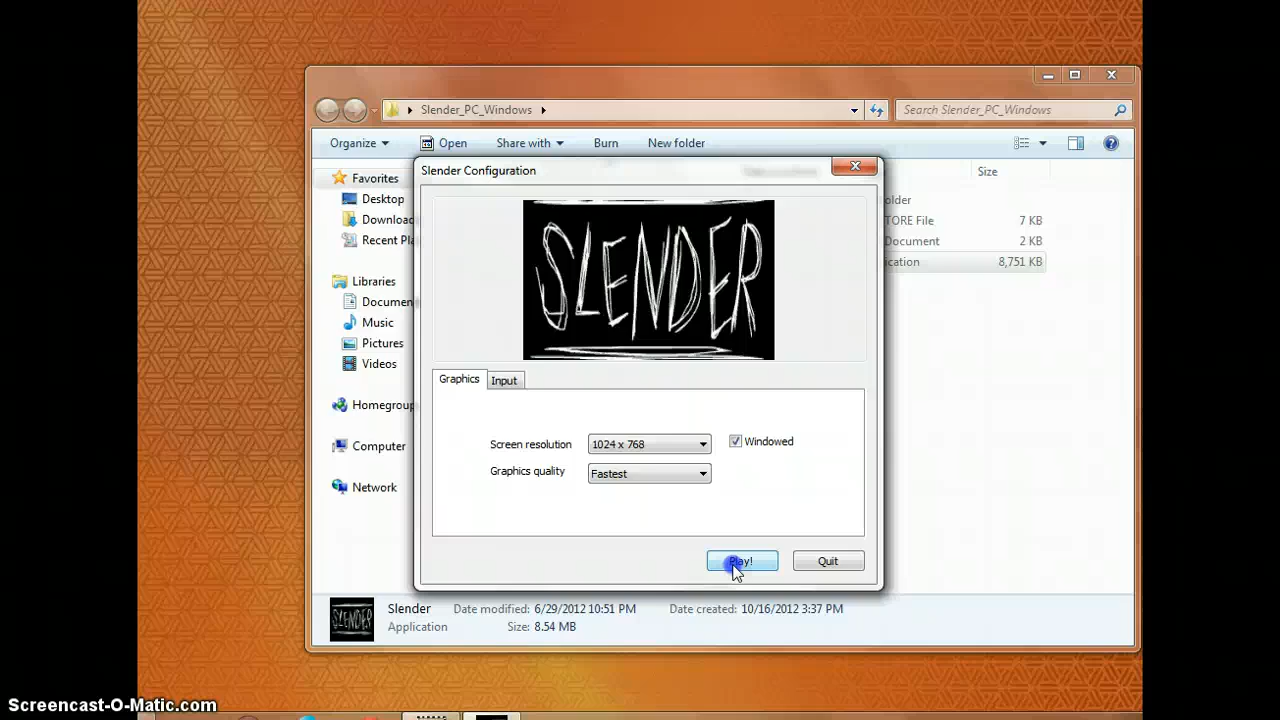 Slender_PC_Windows
Search Slender_PC_Windows
Organize
Open
Share with
Burn
New folder
Slender Configuration
Size
Favorites
Desktop
Downloac
Recent Pl
Libraries
Documen
Music
Pictures
Videos
Homegroup
Computer
Network
older
TORE File 7 KB
Document 2 KB
ication 8,751 KB
SLENDER
Graphics Input
Screen resolution 1024 x 768 Windowed
Graphics quality Fastest
Play! Quit
SLENDER
Slender Date modified: 6/29/2012 10:51 PM Date created: 10/16/2012 3:37 PM
Application Size: 8.54 MB
Screencast-O-Matic.com